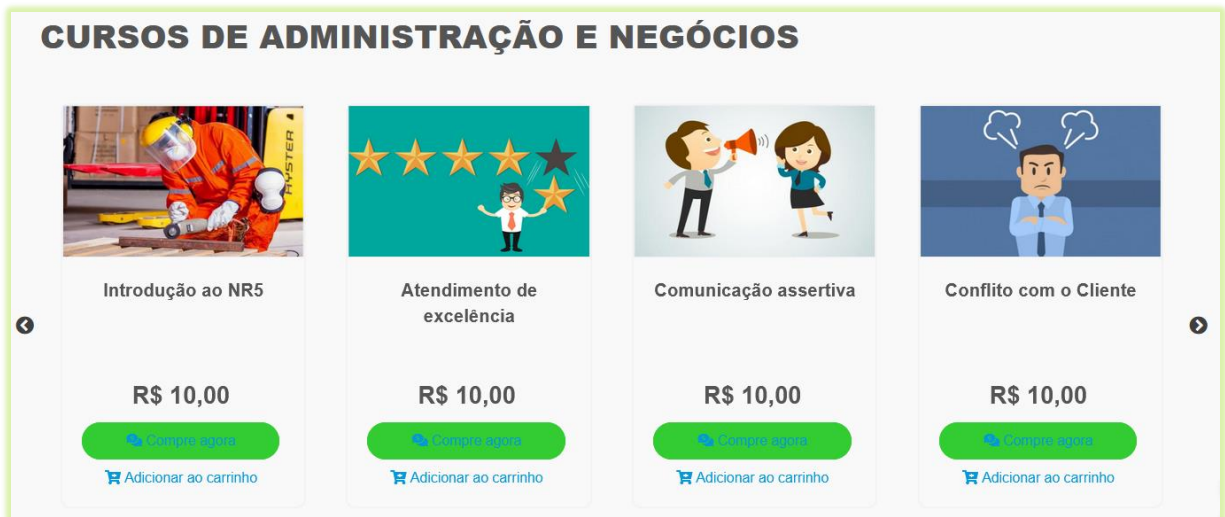 CURSOS DE ADMINISTRAÇÃO E NEGÓCIOS
HYSTER
Introdução ao NR5
Atendimento de
excelência
Comunicação assertiva
Conflito com o Cliente
R$ 10,00
R$ 10,00
R$ 10,00
R$ 10,00
Compre agora
Compre agora
Compre agora
Compre agora
Adicionar ao carrinho
Adicionar ao carrinho
Adicionar ao carrinho
Adicionar ao carrinho